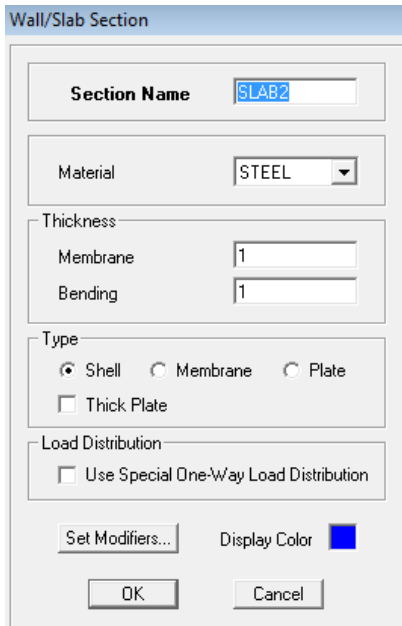 Wall/Slab Section
Section Name SLAB2
Material STEEL
Thickness
Membrane 1
Bending 1
Type
Shell Membrane Plate
Thick Plate
Load Distribution
Use Special One-Way Load Distribution
Set Modifiers... Display Color
OK Cancel